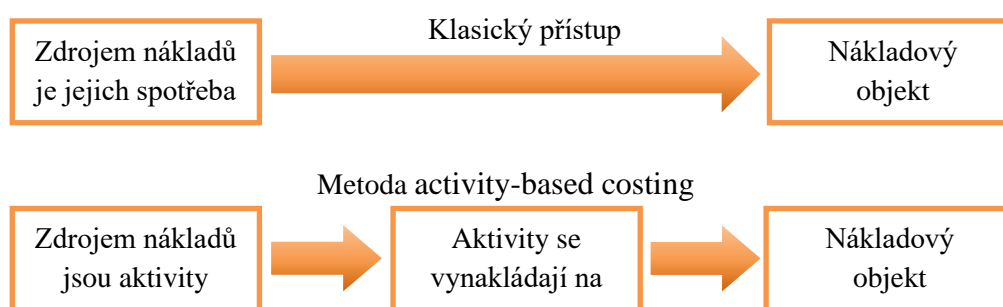 Klasický přístup
Zdrojem nákladů
je jejich spotřeba
Nákladový
objekt
Metoda activity-based costing
Zdrojem nákladů
jsou aktivity
Aktivity se
vynakládají na
Nákladový
objekt